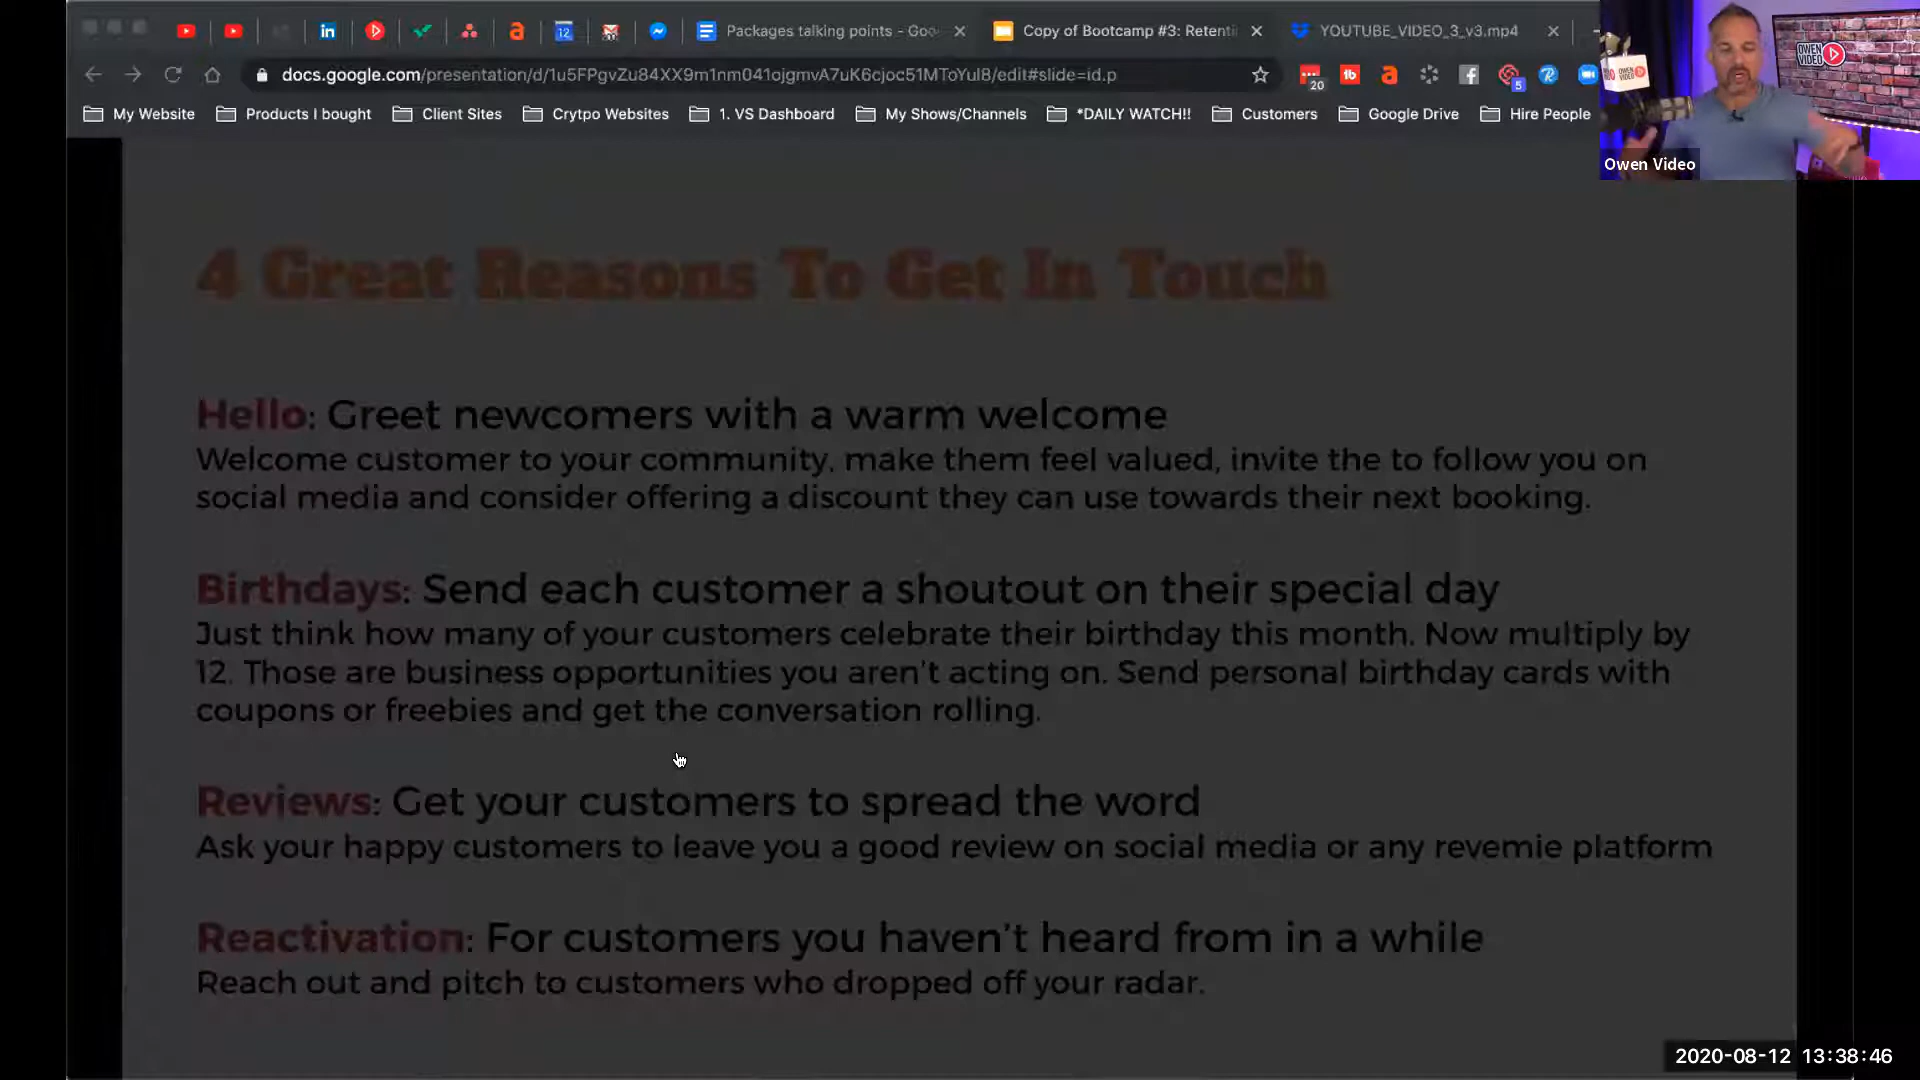 12
Packages talking points - Goo
Copy of Bootcamp #3: Retenti
YOUTUBE_VIDEO_3_v3.mp4
docs.google.com/presentation/d/1u5FPgvZu84XX9m1nm041ojgmvA7uK6cjoc51MToYuI8/edit#slide=id.p
20
5
My Website
Products I bought
Client Sites
Crytpo Websites
1. VS Dashboard
My Shows/Channels
*DAILY WATCH!!
Customers
Google Drive
Hire People
OWEN VIDEO
Owen Video
4 Great Reasons To Get In Touch
Hello: Greet newcomers with a warm welcome
Welcome customer to your community, make them feel valued, invite the to follow you on
social media and consider offering a discount they can use towards their next booking.
Birthdays: Send each customer a shoutout on their special day
Just think how many of your customers celebrate their birthday this month. Now multiply by
12. Those are business opportunities you aren't acting on. Send personal birthday cards with
coupons or freebies and get the conversation rolling.
Reviews: Get your customers to spread the word
Ask your happy customers to leave you a good review on social media or any revemie platform
Reactivation: For customers you haven't heard from in a while
Reach out and pitch to customers who dropped off your radar.
2020-08-12 13:38:46